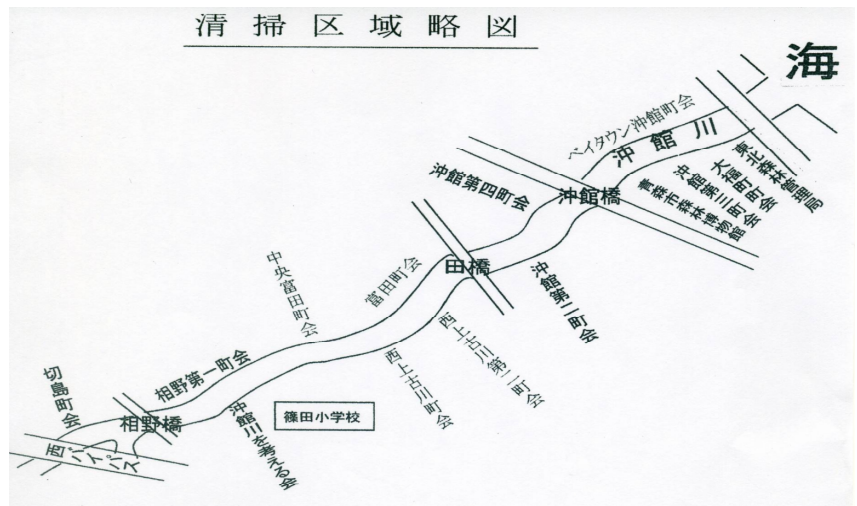 清掃区域略図
海
ベイタウン沖館町会
沖館川
東北森林管理局
大福町町会
沖館第三町会
青森市森林博物館
沖館第四町会
沖館橋
田橋
沖館第二町会
富田町会
中央富田町会
西上古川第二町会
西上古川町会
相野第一町会
篠田小学校
沖館川を考える会
切島町会
相野橋
西バイパス